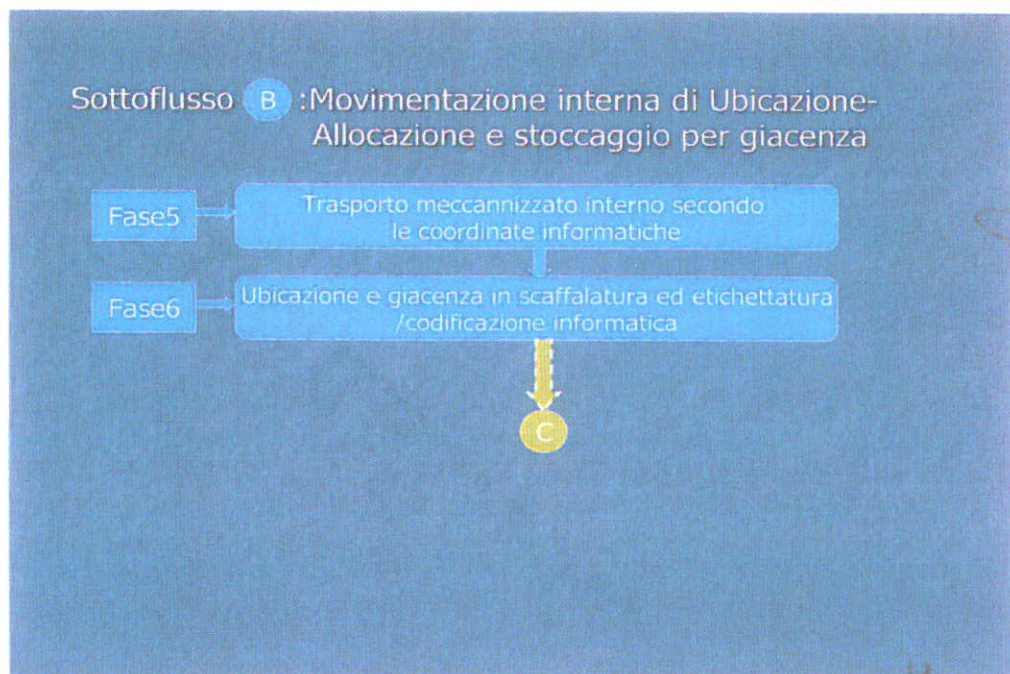 Sottoflusso B :Movimentazione interna di Ubicazione-
Allocazione e stoccaggio per giacenza
Fase5
Trasporto meccannizzato interno secondo
le coordinate informatiche
Fase6
Ubicazione e giacenza in scaffalatura ed etichettatura
/codificazione informatica
C